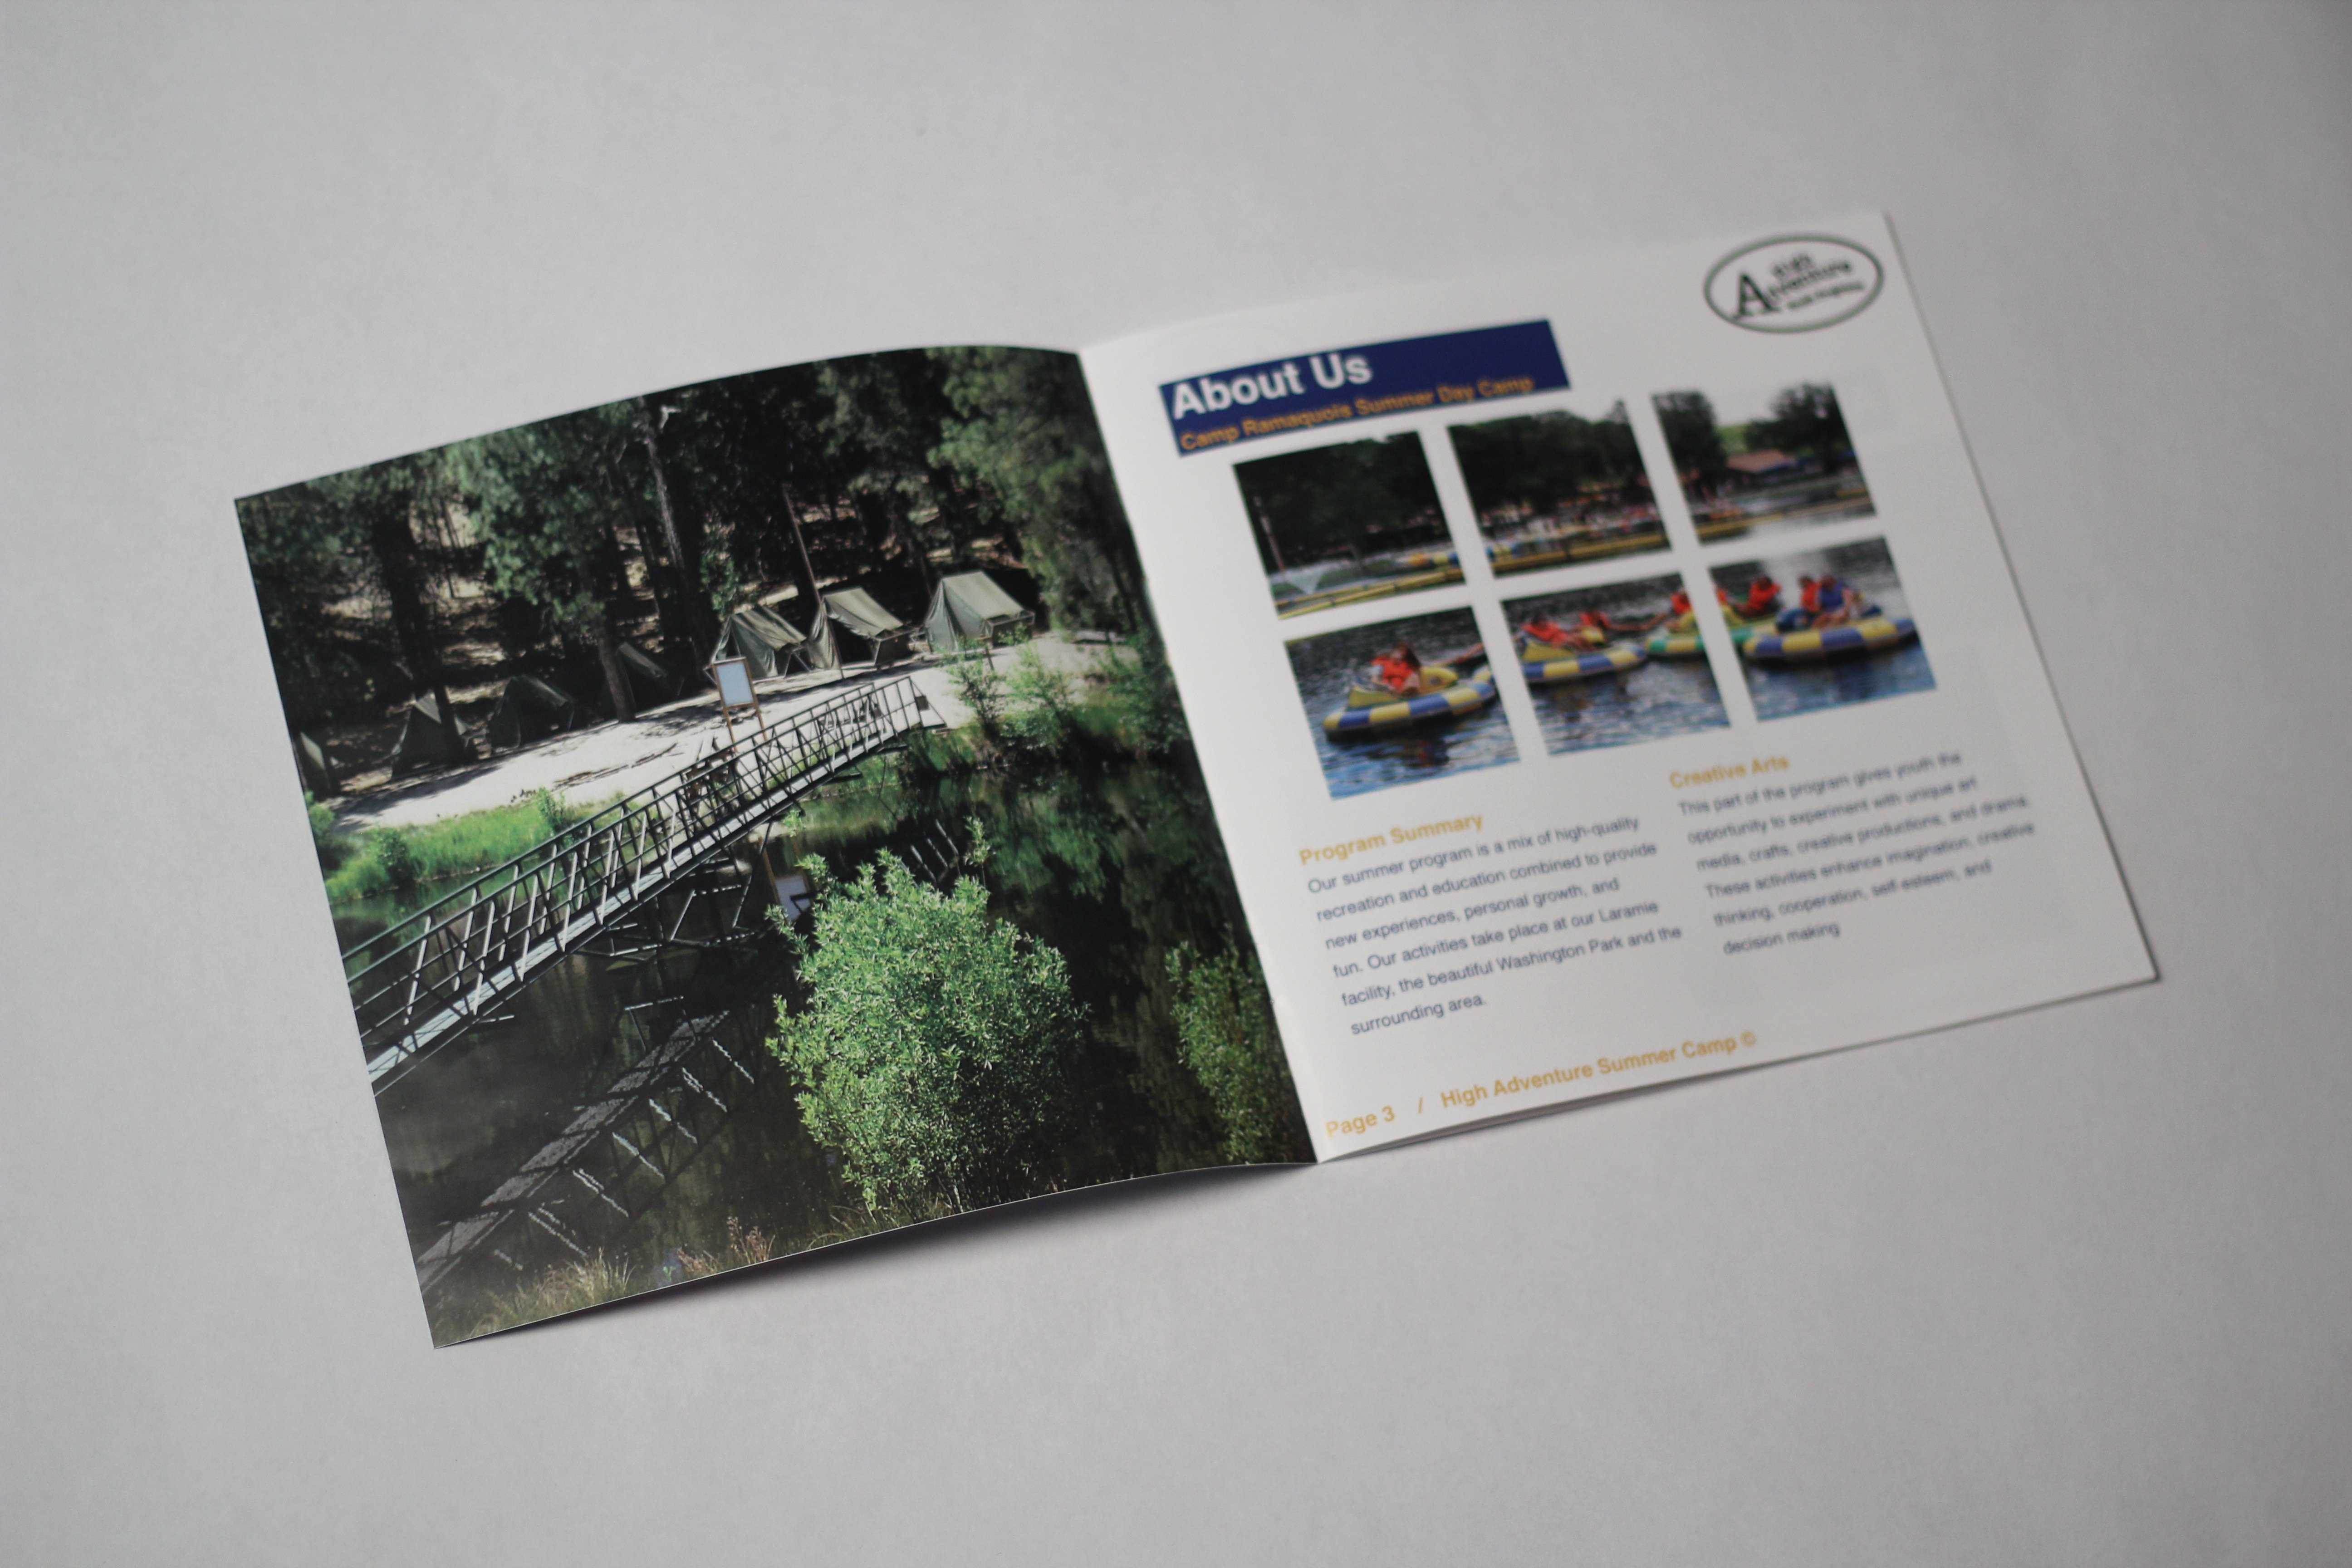 High
Adventure
About Us
Camp Ramaquois Summer Day Camp
Program Summary
Our summer program is a mix of high-quality
recreation and education combined to provide
new experiences, personal growth, and
fun. Our activities take place at our Laramie
facility, the beautiful Washington Park and the
surrounding area.
Creative Arts
This part of the program gives youth the
opportunity to experiment with unique art
media, crafts, creative productions, and drama.
These activities enhance imagination, creative
thinking, cooperation, self-esteem, and
decision making
Page 3 / High Adventure Summer Camp ©